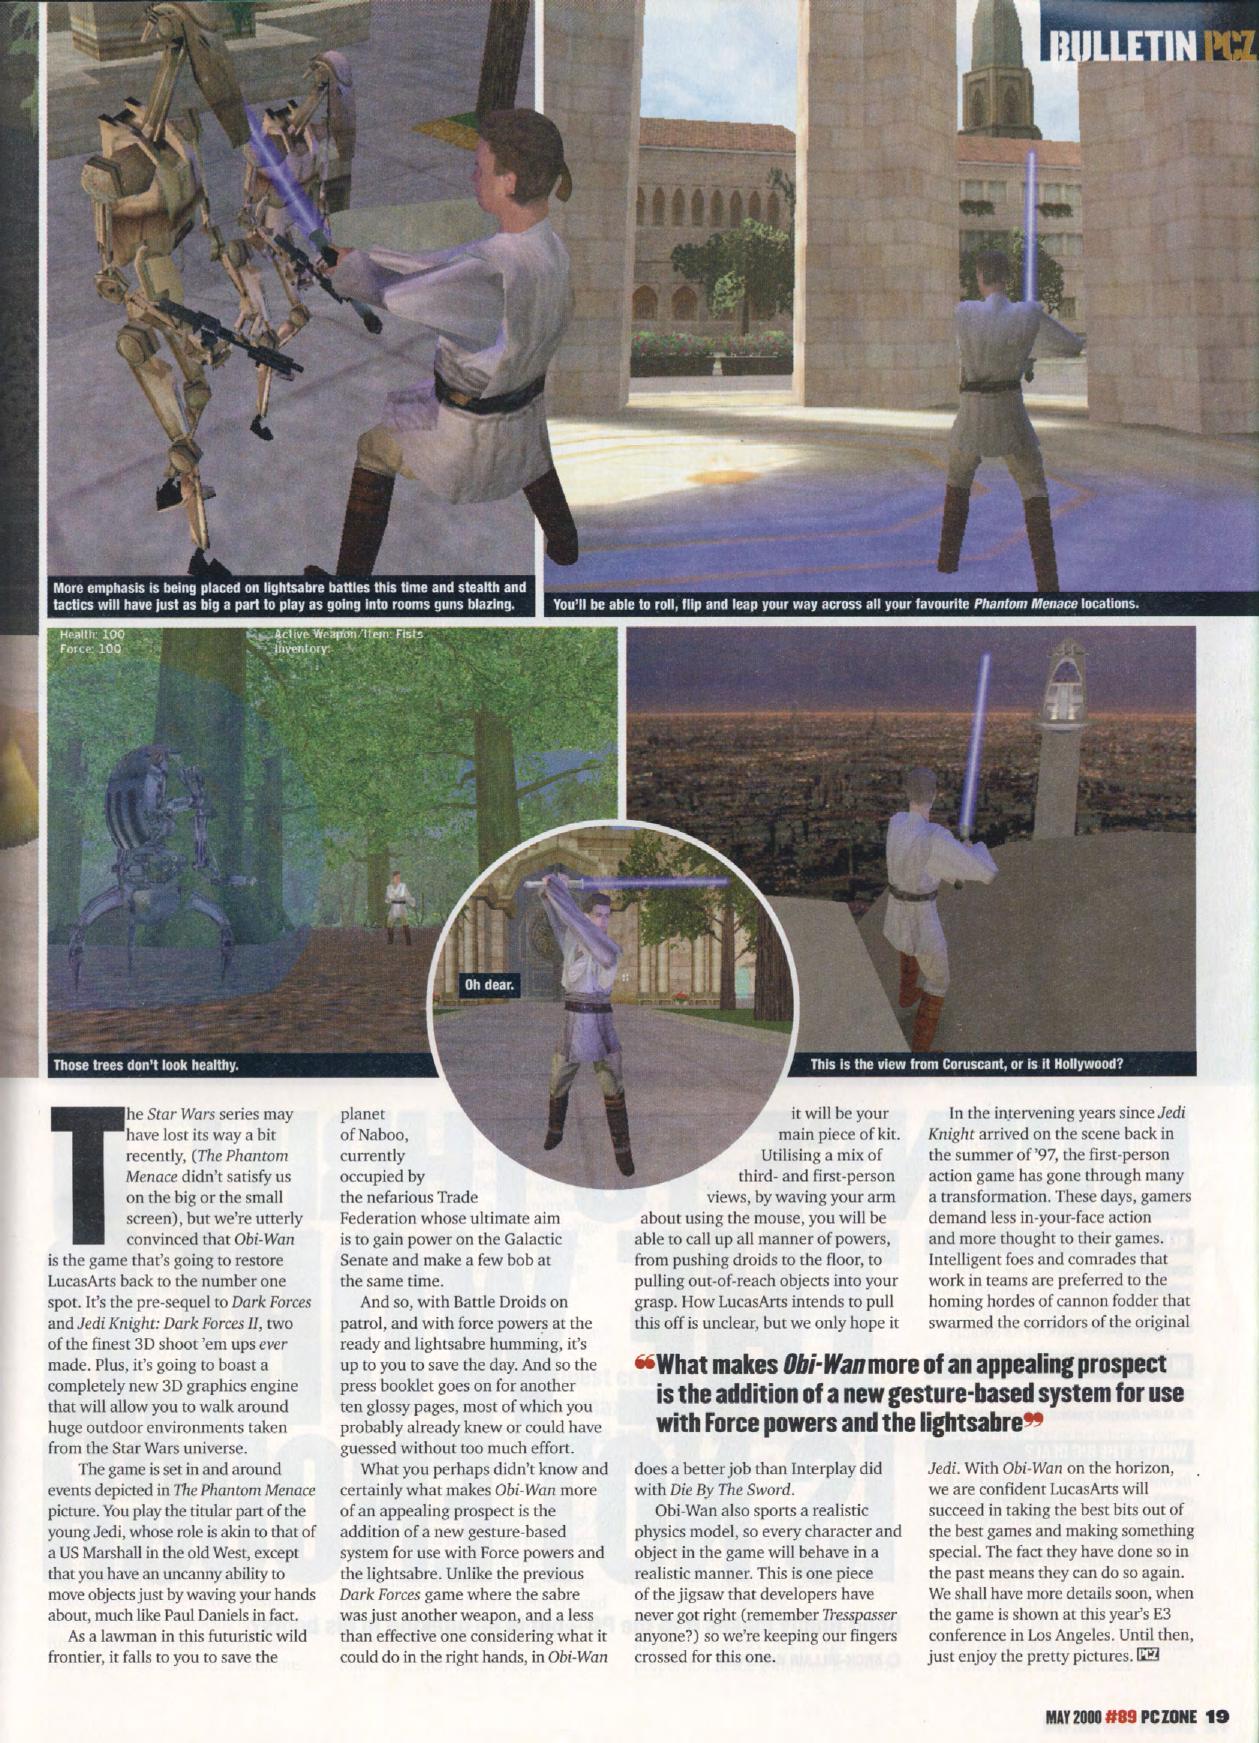 BULLETIN PCZ
More emphasis is being placed on lightsabre battles this time and stealth and
tactics will have just as big a part to play as going into rooms guns blazing.
You'll be able to roll, flip and leap your way across all your favourite Phantom Menace locations.
Health: 100
Force: 100
Active Weapon/Item: Fists
Inventory:
Oh dear.
Those trees don't look healthy.
This is the view from Coruscant, or is it Hollywood?
The Star Wars series may
have lost its way a bit
recently, (The Phantom
Menace didn't satisfy us
on the big or the small
screen), but we're utterly
convinced that Obi-Wan
is the game that's going to restore
LucasArts back to the number one
spot. It's the pre-sequel to Dark Forces
and Jedi Knight: Dark Forces II, two
of the finest 3D shoot 'em ups ever
made. Plus, it's going to boast a
completely new 3D graphics engine
that will allow you to walk around
huge outdoor environments taken
from the Star Wars universe.
The game is set in and around
events depicted in The Phantom Menace
picture. You play the titular part of the
young Jedi, whose role is akin to that of
a US Marshall in the old West, except
that you have an uncanny ability to
move objects just by waving your hands
about, much like Paul Daniels in fact.
As a lawman in this futuristic wild
frontier, it falls to you to save the
planet
of Naboo,
currently
occupied by
the nefarious Trade
Federation whose ultimate aim
is to gain power on the Galactic
Senate and make a few bob at
the same time.
And so, with Battle Droids on
patrol, and with force powers at the
ready and lightsabre humming, it's
up to you to save the day. And so the
press booklet goes on for another
ten glossy pages, most of which you
probably already knew or could have
guessed without too much effort.
What you perhaps didn't know and
certainly what makes Obi-Wan more
of an appealing prospect is the
addition of a new gesture-based
system for use with Force powers and
the lightsabre. Unlike the previous
Dark Forces game where the sabre
was just another weapon, and a less
than effective one considering what it
could do in the right hands, in Obi-Wan
it will be your
main piece of kit.
Utilising a mix of
third- and first-person
views, by waving your arm
about using the mouse, you will be
able to call up all manner of powers,
from pushing droids to the floor, to
pulling out-of-reach objects into your
grasp. How LucasArts intends to pull
this off is unclear, but we only hope it
does a better job than Interplay did
with Die By The Sword.
Obi-Wan also sports a realistic
physics model, so every character and
object in the game will behave in a
realistic manner. This is one piece
of the jigsaw that developers have
never got right (remember Tresspasser
anyone?) so we're keeping our fingers
crossed for this one.
In the intervening years since Jedi
Knight arrived on the scene back in
the summer of '97, the first-person
action game has gone through many
a transformation. These days, gamers
demand less in-your-face action
and more thought to their games.
Intelligent foes and comrades that
work in teams are preferred to the
homing hordes of cannon fodder that
swarmed the corridors of the original
Jedi. With Obi-Wan on the horizon,
we are confident LucasArts will
succeed in taking the best bits out of
the best games and making something
special. The fact they have done so in
the past means they can do so again.
We shall have more details soon, when
the game is shown at this year's E3
conference in Los Angeles. Until then,
just enjoy the pretty pictures. PCZ
“What makes Obi-Wan more of an appealing prospect
is the addition of a new gesture-based system for use
with Force powers and the lightsabre”
MAY 2000 #89 PC ZONE 19